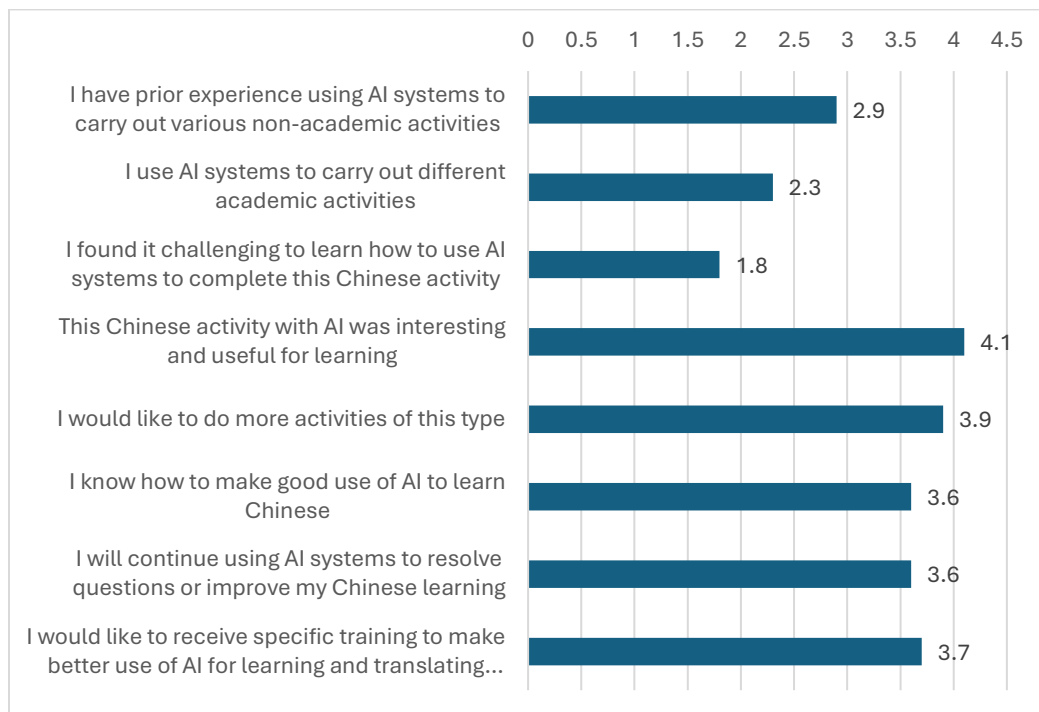 0 0.5 1 1.5 2 2.5 3 3.5 4 4.5
I have prior experience using AI systems to
carry out various non-academic activities
2.9
I use AI systems to carry out different
academic activities
2.3
I found it challenging to learn how to use AI
systems to complete this Chinese activity
1.8
This Chinese activity with AI was interesting
and useful for learning
4.1
I would like to do more activities of this type
3.9
I know how to make good use of AI to learn
Chinese
3.6
I will continue using AI systems to resolve
questions or improve my Chinese learning
3.6
I would like to receive specific training to make
better use of AI for learning and translating...
3.7